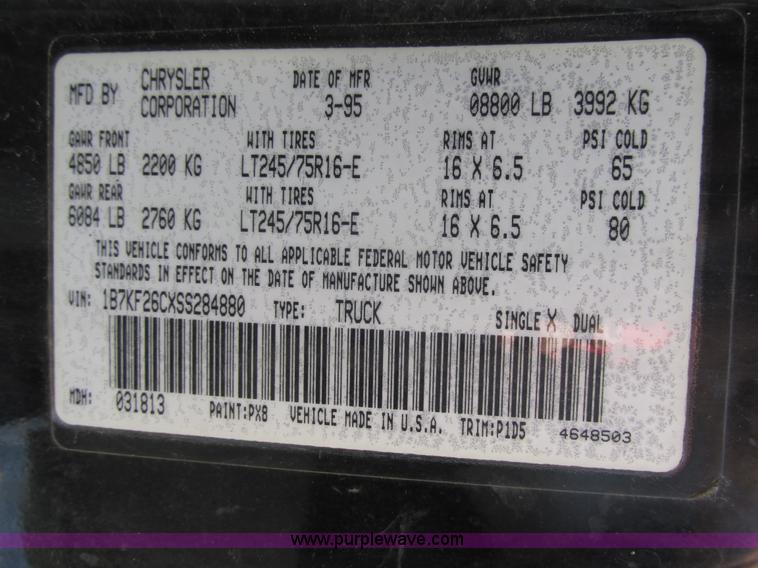 MFD BY CHRYSLER CORPORATION DATE OF MFR 3-95 GVWR 08800 LB 3992 KG
GAWR FRONT WITH TIRES RIMS AT PSI COLD
4850 LB 2200 KG LT245/75R16-E 16 X 6.5 65
GAWR REAR WITH TIRES RIMS AT PSI COLD
6084 LB 2760 KG LT245/75R16-E 16 X 6.5 80
THIS VEHICLE CONFORMS TO ALL APPLICABLE FEDERAL MOTOR VEHICLE SAFETY
STANDARDS IN EFFECT ON THE DATE OF MANUFACTURE SHOWN ABOVE.
VIN: 1B7KF26CXSS284880 TYPE: TRUCK SINGLE X DUAL
MDH: 031813 PAINT:PX8 VEHICLE MADE IN U.S.A. TRIM:P1D5 4648503
www.purplewave.com